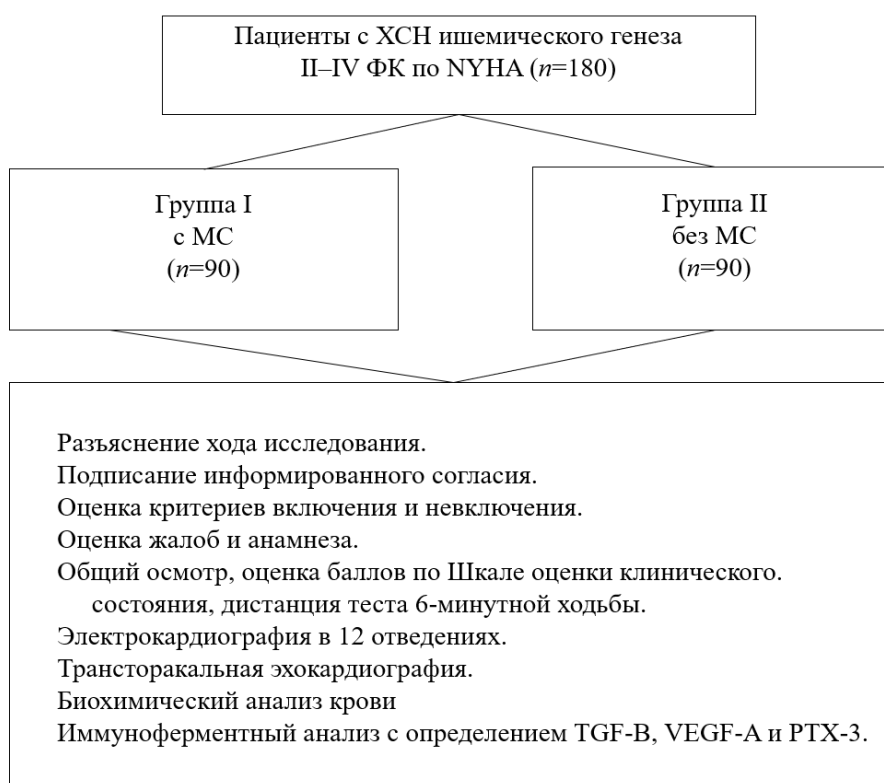 Пациенты с ХСН ишемического генеза
II–IV ФК по NYHA (n=180)
Группа I
с МС
(n=90)
Группа II
без МС
(n=90)
Разъяснение хода исследования.
Подписание информированного согласия.
Оценка критериев включения и невключения.
Оценка жалоб и анамнеза.
Общий осмотр, оценка баллов по Шкале оценки клинического.
состояния, дистанция теста 6-минутной ходьбы.
Электрокардиография в 12 отведениях.
Трансторакальная эхокардиография.
Биохимический анализ крови
Иммуноферментный анализ с определением TGF-B, VEGF-A и PTX-3.